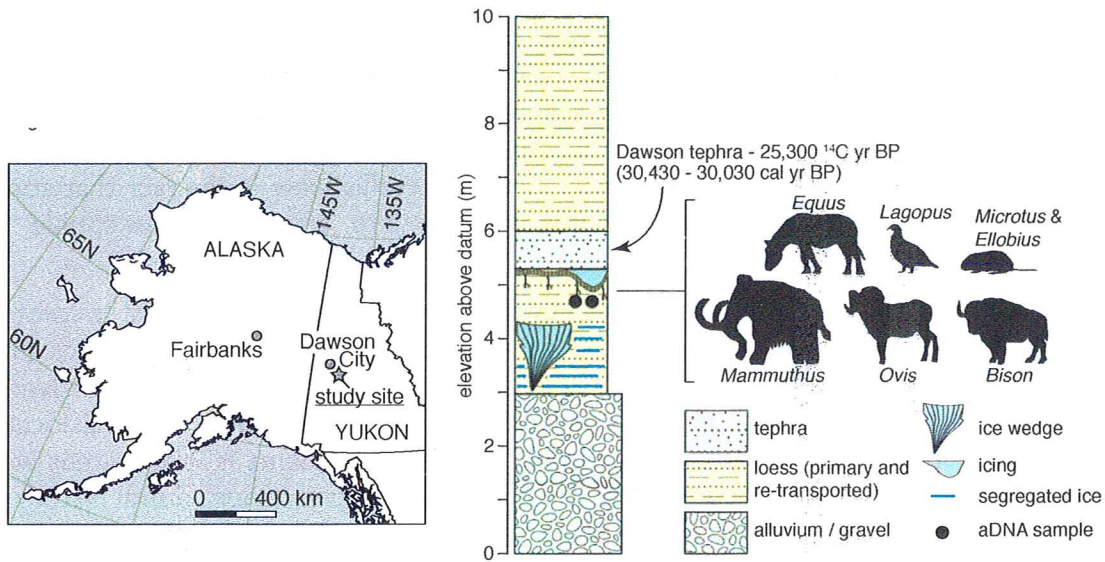 145W
135W
65N
ALASKA
60N
Fairbanks
Dawson
City
study site
YUKON
0 400 km
elevation above datum (m)
10
8
6
4
2
0
Dawson tephra - 25,300 ¹⁴C yr BP
(30,430 - 30,030 cal yr BP)
Equus
Lagopus
Microtus &
Ellobius
Mammuthus
Ovis
Bison
tephra
loess (primary and
re-transported)
alluvium / gravel
ice wedge
icing
segregated ice
aDNA sample